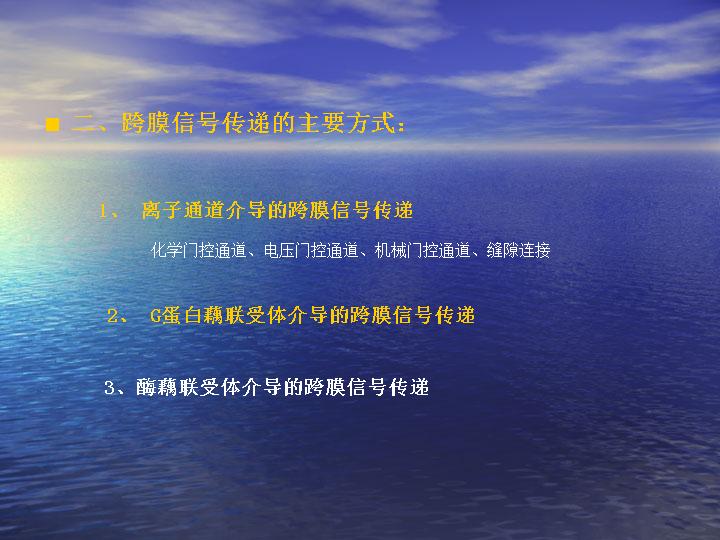 二、跨膜信号传递的主要方式：
1、 离子通道介导的跨膜信号传递
化学门控通道、电压门控通道、机械门控通道、缝隙连接
2、 G蛋白藕联受体介导的跨膜信号传递
3、酶藕联受体介导的跨膜信号传递